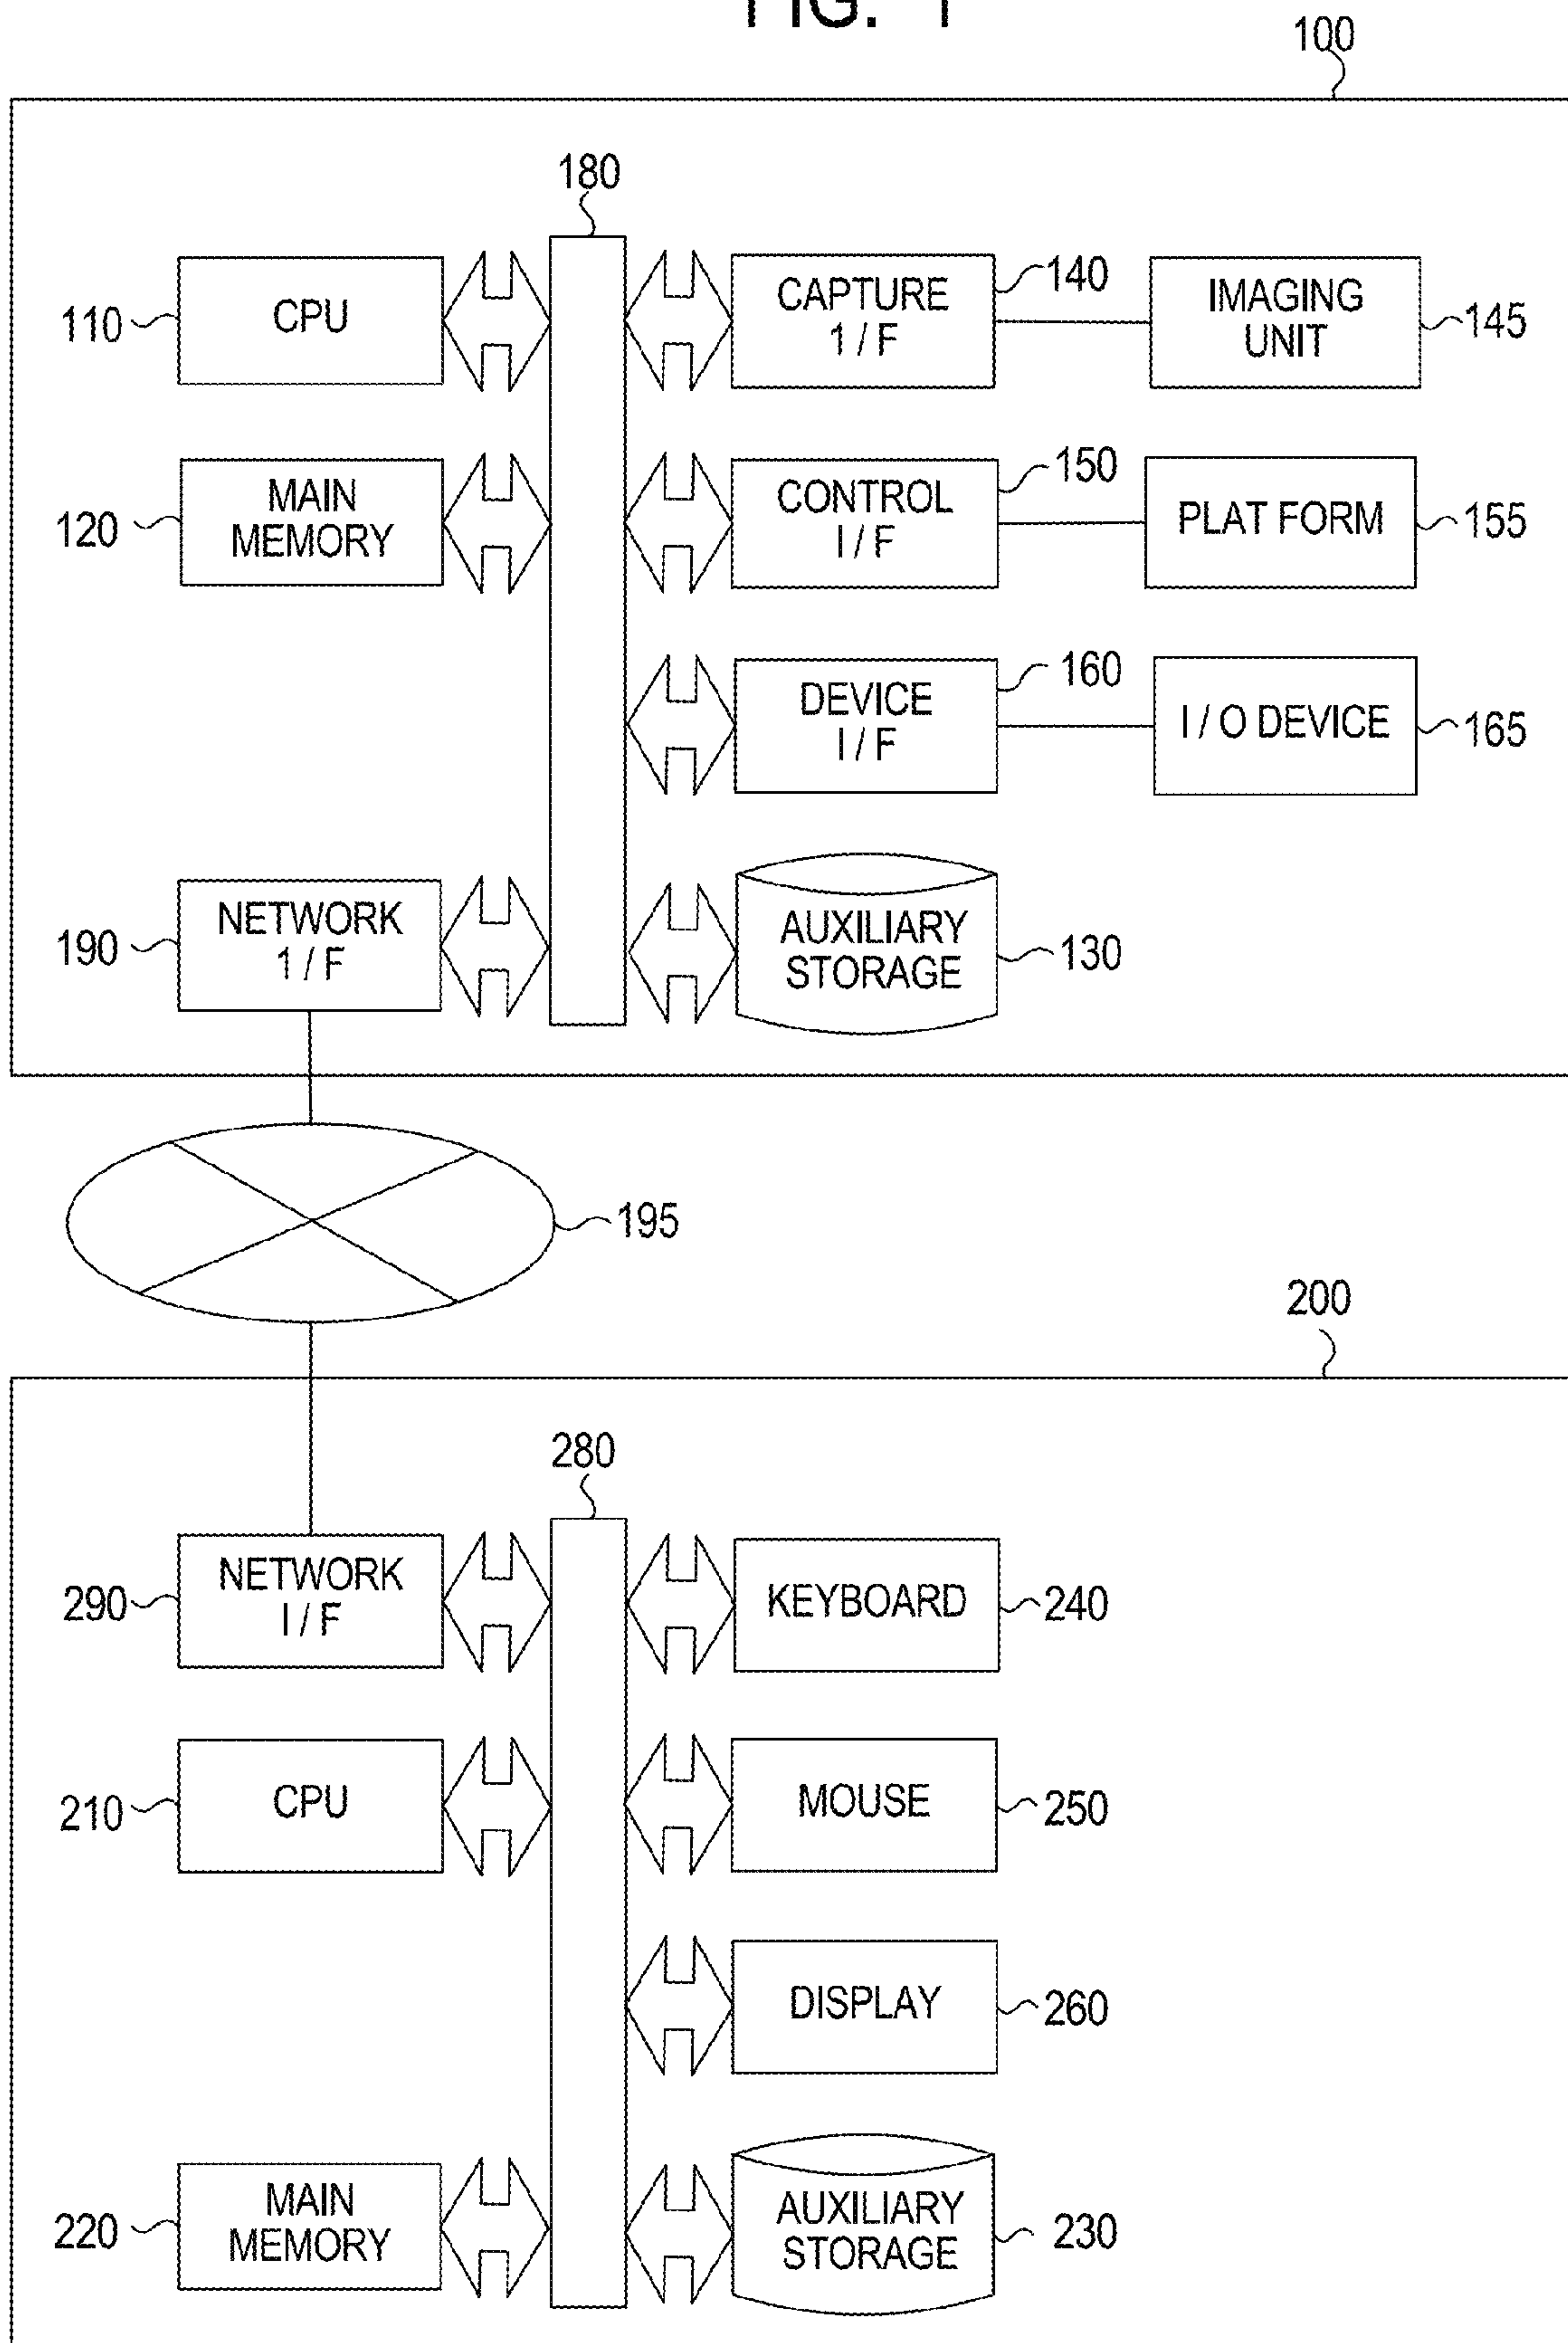 FIG. 1
100
180
110
CPU
CAPTURE
1 / F
140
IMAGING
UNIT
145
120
MAIN
MEMORY
CONTROL
I / F
150
PLAT FORM
155
DEVICE
I / F
160
I / O DEVICE
165
190
NETWORK
1 / F
AUXILIARY
STORAGE
130
195
200
280
290
NETWORK
I / F
KEYBOARD
240
210
CPU
MOUSE
250
DISPLAY
260
220
MAIN
MEMORY
AUXILIARY
STORAGE
230